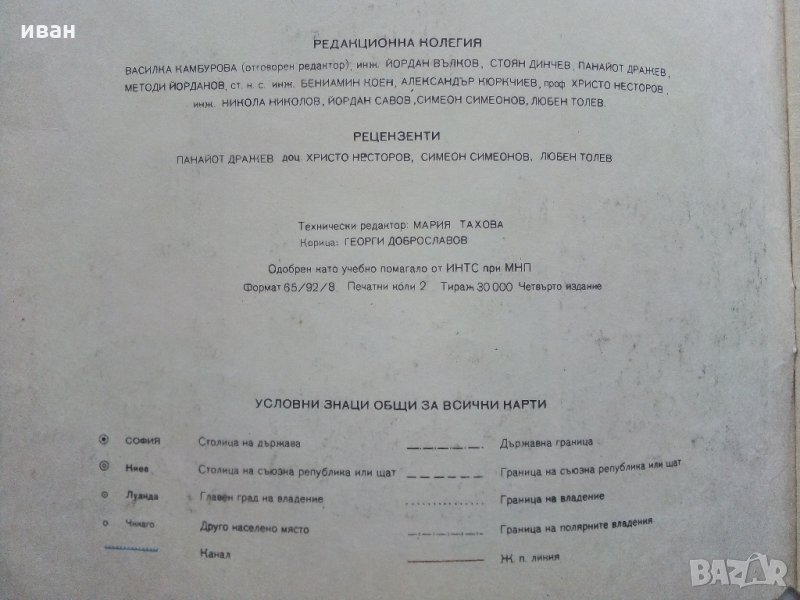 иван
РЕДАКЦИОННА КОЛЕГИЯ
ВАСИЛКА КАМБУРОВА (отговорен редактор), инж. ЙОРДАН ВЪЛКОВ, СТОЯН ДИНЧЕВ, ПАНАЙОТ ДРАЖЕВ,
МЕТОДИ ЙОРДАНОВ, ст. н. с. инж. БЕНИАМИН КОЕН, АЛЕКСАНДЪР КЮРКЧИЕВ, проф. ХРИСТО НЕСТОРОВ,
инж. НИКОЛА НИКОЛОВ, ЙОРДАН САВОВ, СИМЕОН СИМЕОНОВ, ЛЮБЕН ТОЛЕВ.
РЕЦЕНЗЕНТИ
ПАНАЙОТ ДРАЖЕВ доц. ХРИСТО НЕСТОРОВ, СИМЕОН СИМЕОНОВ, ЛЮБЕН ТОЛЕВ
Технически редактор: МАРИЯ ТАХОВА
Корица: ГЕОРГИ ДОБРОСЛАВОВ
Одобрен като учебно помагало от ИНТС при МНП
Формат 65/92/8 Печатни коли 2 Тираж 30 000 Четвърто издание
УСЛОВНИ ЗНАЦИ ОБЩИ ЗА ВСИЧКИ КАРТИ
СОФИЯ Столица на държава Държавна граница
Киев Столица на съюзна република или щат Граница на съюзна република или щат
Луанда Главен град на владение Граница на владение
Чикаго Друго населено място Граница на полярните владения
Канал Ж. п. линия
BAZAR